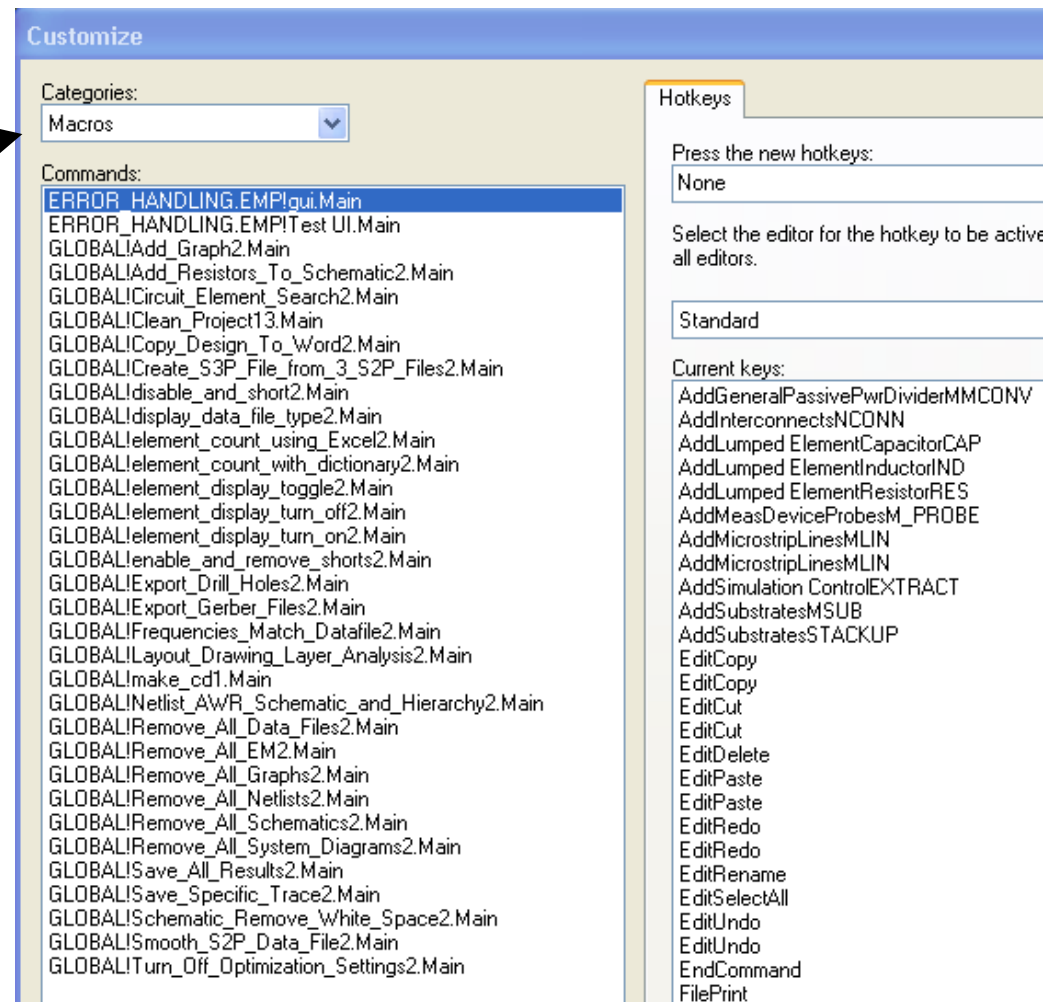 Customize
Categories:
Macros
Commands:
ERROR_HANDLING.EMP!gui.Main
ERROR_HANDLING.EMP!Test UI.Main
GLOBAL!Add_Graph2.Main
GLOBAL!Add_Resistors_To_Schematic2.Main
GLOBAL!Circuit_Element_Search2.Main
GLOBAL!Clean_Project13.Main
GLOBAL!Copy_Design_To_Word2.Main
GLOBAL!Create_S3P_File_from_3_S2P_Files2.Main
GLOBAL!disable_and_short2.Main
GLOBAL!display_data_file_type2.Main
GLOBAL!element_count_using_Excel2.Main
GLOBAL!element_count_with_dictionary2.Main
GLOBAL!element_display_toggle2.Main
GLOBAL!element_display_turn_off2.Main
GLOBAL!element_display_turn_on2.Main
GLOBAL!enable_and_remove_shorts2.Main
GLOBAL!Export_Drill_Holes2.Main
GLOBAL!Export_Gerber_Files2.Main
GLOBAL!Frequencies_Match_Datafile2.Main
GLOBAL!Layout_Drawing_Layer_Analysis2.Main
GLOBAL!make_cd1.Main
GLOBAL!Netlist_AWR_Schematic_and_Hierarchy2.Main
GLOBAL!Remove_All_Data_Files2.Main
GLOBAL!Remove_All_EM2.Main
GLOBAL!Remove_All_Graphs2.Main
GLOBAL!Remove_All_Netlists2.Main
GLOBAL!Remove_All_Schematics2.Main
GLOBAL!Remove_All_System_Diagrams2.Main
GLOBAL!Save_All_Results2.Main
GLOBAL!Save_Specific_Trace2.Main
GLOBAL!Schematic_Remove_White_Space2.Main
GLOBAL!Smooth_S2P_Data_File2.Main
GLOBAL!Turn_Off_Optimization_Settings2.Main
Hotkeys
Press the new hotkeys:
None
Select the editor for the hotkey to be active
all editors.
Standard
Current keys:
AddGeneralPassivePwrDividerMMCONV
AddInterconnectsNCONN
AddLumped ElementCapacitorCAP
AddLumped ElementInductorIND
AddLumped ElementResistorRES
AddMeasDeviceProbesM_PROBE
AddMicrostripLinesMLIN
AddMicrostripLinesMLIN
AddSimulation ControlEXTRACT
AddSubstratesMSUB
AddSubstratesSTACKUP
EditCopy
EditCopy
EditCut
EditCut
EditDelete
EditPaste
EditPaste
EditRedo
EditRedo
EditRename
EditSelectAll
EditUndo
EditUndo
EndCommand
FilePrint